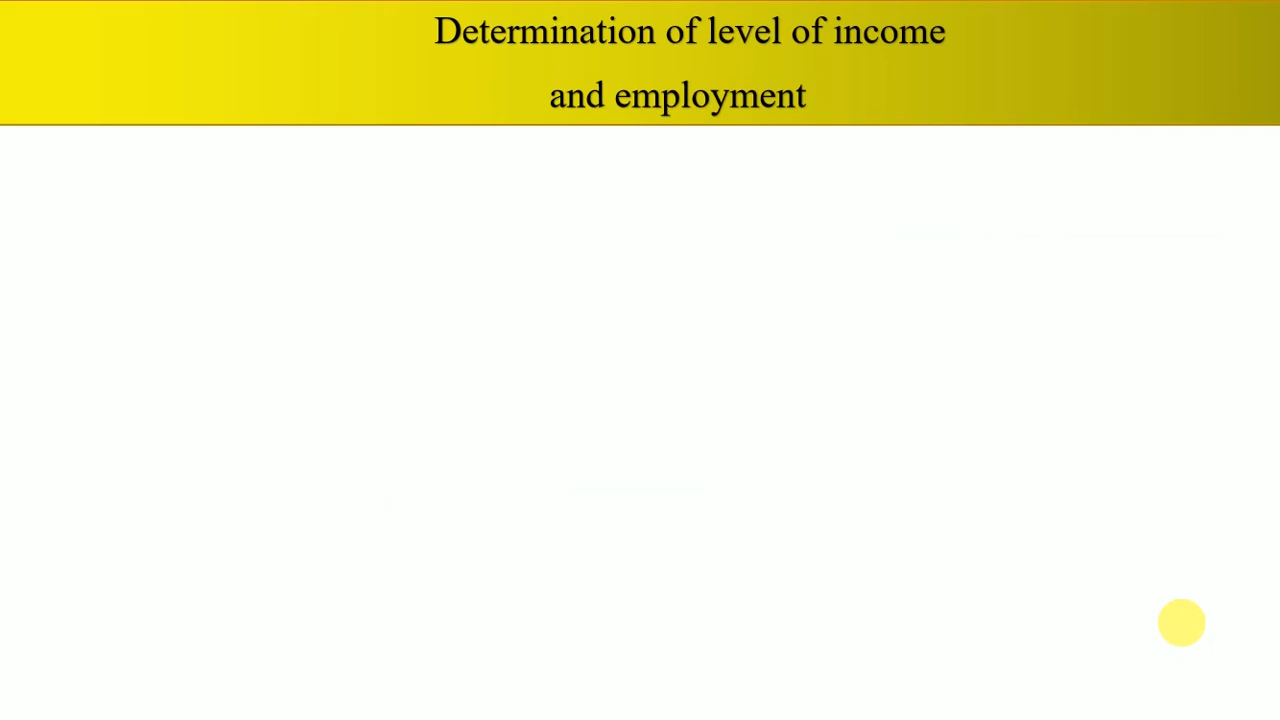 Determination of level of income
and employment